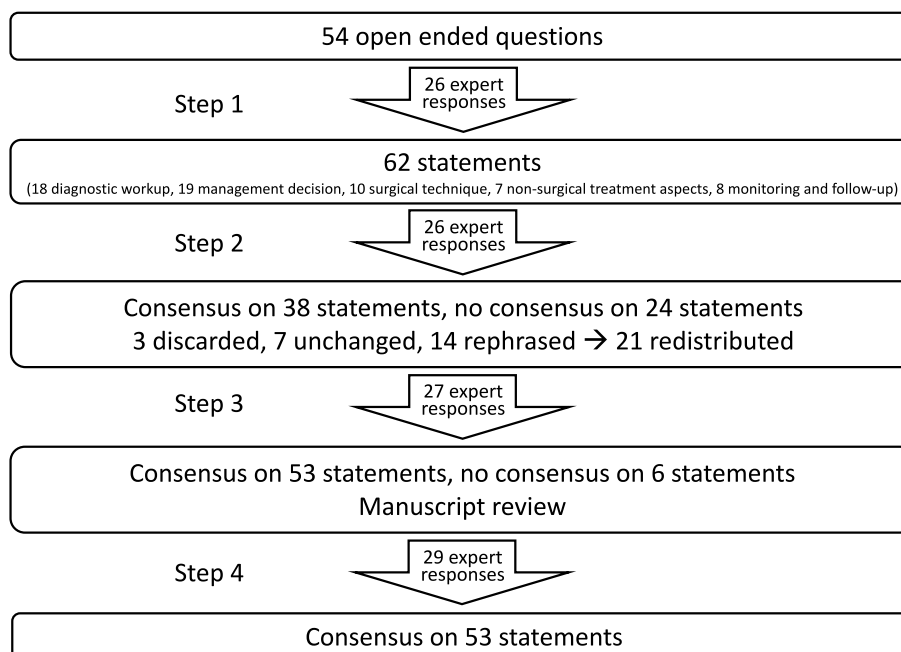 54 open ended questions
Step 1
26 expert
responses
62 statements
(18 diagnostic workup, 19 management decision, 10 surgical technique, 7 non-surgical treatment aspects, 8 monitoring and follow-up)
Step 2
26 expert
responses
Consensus on 38 statements, no consensus on 24 statements
3 discarded, 7 unchanged, 14 rephrased → 21 redistributed
Step 3
27 expert
responses
Consensus on 53 statements, no consensus on 6 statements
Manuscript review
Step 4
29 expert
responses
Consensus on 53 statements